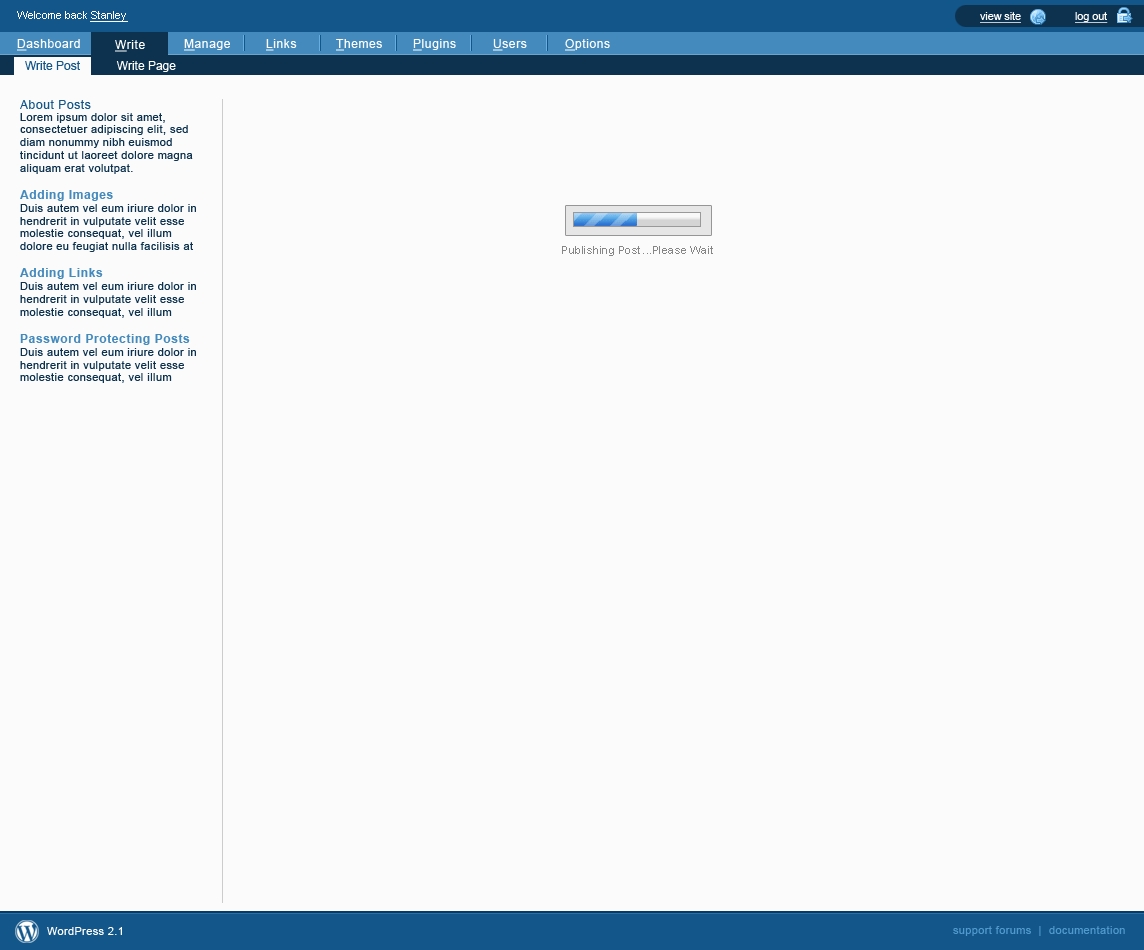 Welcome back Stanley
view site
log out
Dashboard
Write
Manage
Links
Themes
Plugins
Users
Options
Write Post
Write Page
About Posts
Lorem ipsum dolor sit amet,
consectetuer adipiscing elit, sed
diam nonummy nibh euismod
tincidunt ut laoreet dolore magna
aliquam erat volutpat.
Adding Images
Duis autem vel eum iriure dolor in
hendrerit in vulputate velit esse
molestie consequat, vel illum
dolore eu feugiat nulla facilisis at
Adding Links
Duis autem vel eum iriure dolor in
hendrerit in vulputate velit esse
molestie consequat, vel illum
Password Protecting Posts
Duis autem vel eum iriure dolor in
hendrerit in vulputate velit esse
molestie consequat, vel illum
Publishing Post...Please Wait
WordPress 2.1
support forums | documentation